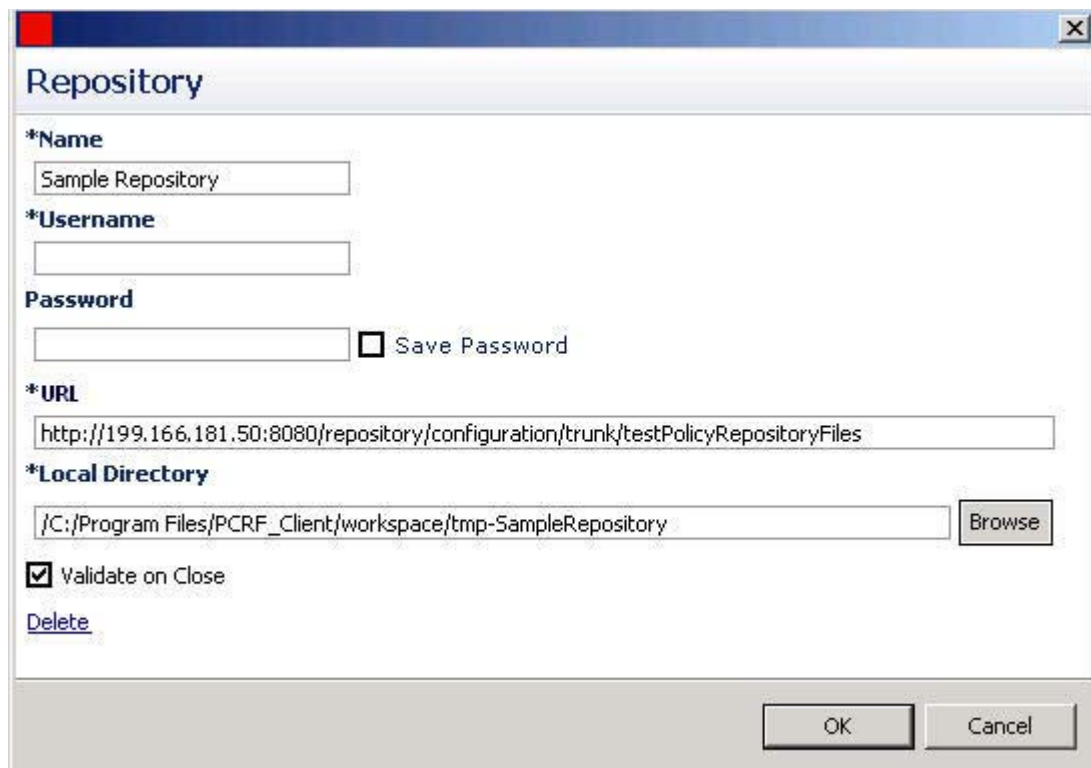 Repository
*Name
Sample Repository
*Username
Password
Save Password
*URL
http://199.166.181.50:8080/repository/configuration/trunk/testPolicyRepositoryFiles
*Local Directory
/C:/Program Files/PCRF_Client/workspace/tmp-SampleRepository
Browse
Validate on Close
Delete
OK Cancel